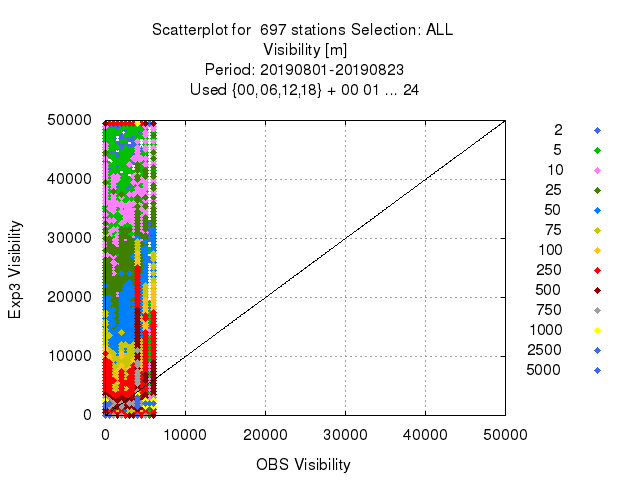 Scatterplot for  697 stations Selection: ALL
Visibility [m]
Period: 20190801-20190823
Used {00,06,12,18} + 00 01 ... 24
50000
40000
30000
20000
10000
0
Exp3 Visibility
0 10000 20000 30000 40000 50000
OBS Visibility
2
5
10
25
50
75
100
250
500
750
1000
2500
5000